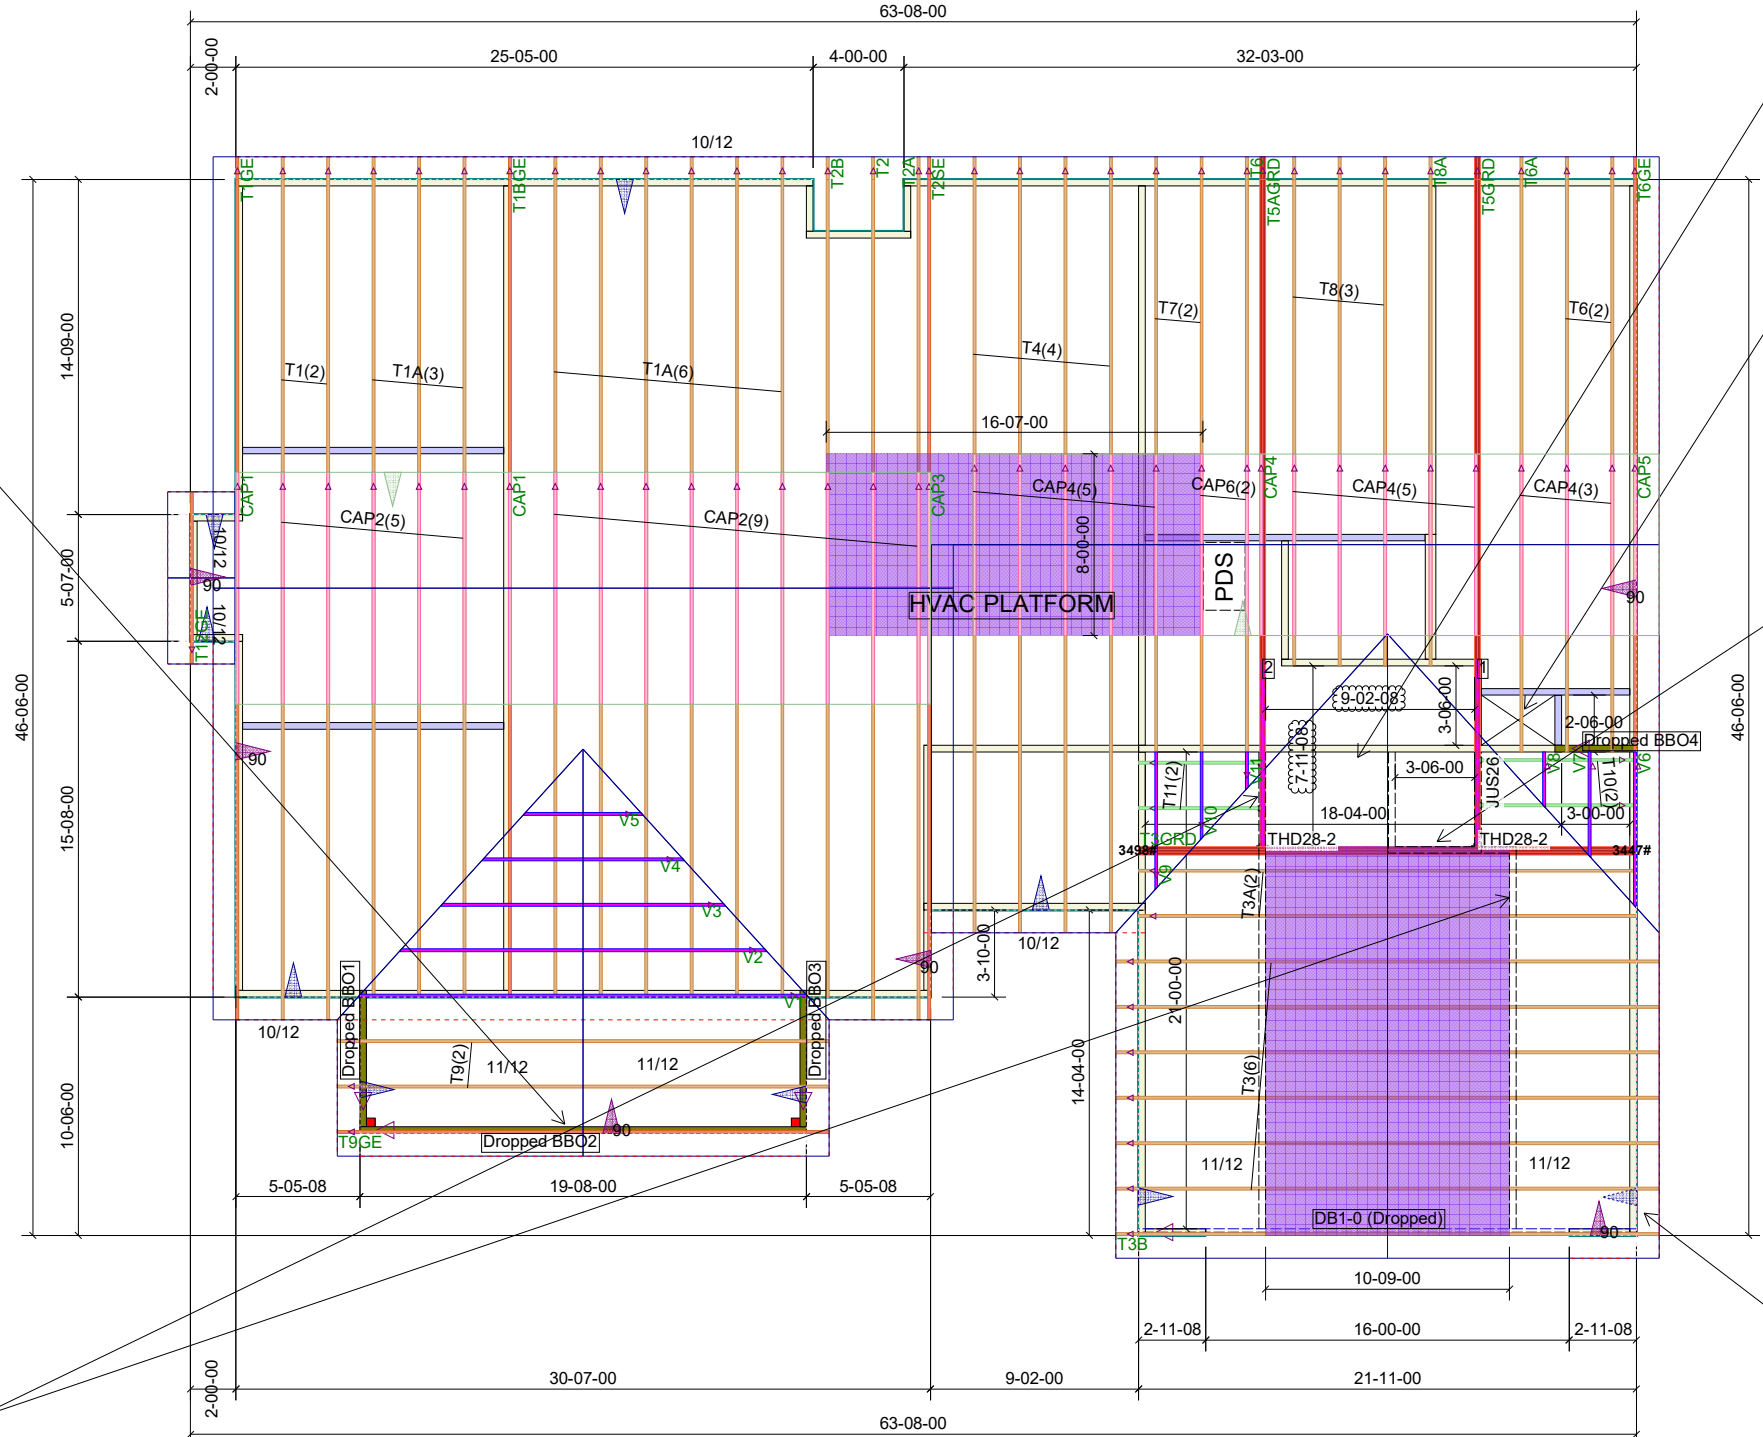 63-08-00
2-00-00
25-05-00
4-00-00
32-03-00
10/12
T1GE
T1BGE
T2B
T2
T2A
T2SE
T6
T5AGRD
T8A
T5GRD
T6A
T6GE
14-09-00
T1(2)
T1A(3)
T1A(6)
T4(4)
T7(2)
T8(3)
T6(2)
16-07-00
CAP1
CAP1
CAP3
CAP4
CAP5
CAP2(5)
CAP2(9)
CAP4(5)
CAP6(2)
CAP4(5)
CAP4(3)
8-00-00
PDS
HVAC PLATFORM
5-07-00
10/12
90
10/12
90
46-06-00
46-06-00
2
1
9-02-08
3-06-00
7-11-08
2-06-00
Dropped BBO4
90
T11(2)
V11
V10
3-06-00
JUS26
V8
V7
T10(2)
V6
18-04-00
3-00-00
15-08-00
V5
V4
V3
V2
V1
T3GRD
THD28-2
THD28-2
3498#
3447#
V9
T3A(2)
3-10-00
10/12
90
21-00-00
10/12
Dropped BBO1
Dropped BBO3
T9(2)
11/12
11/12
14-04-00
T3(6)
10-06-00
T9GE
Dropped BBO2
90
11/12
11/12
DB1-0 (Dropped)
T3B
90
5-05-08
19-08-00
5-05-08
10-09-00
2-11-08
16-00-00
2-11-08
2-00-00
30-07-00
9-02-00
21-11-00
63-08-00